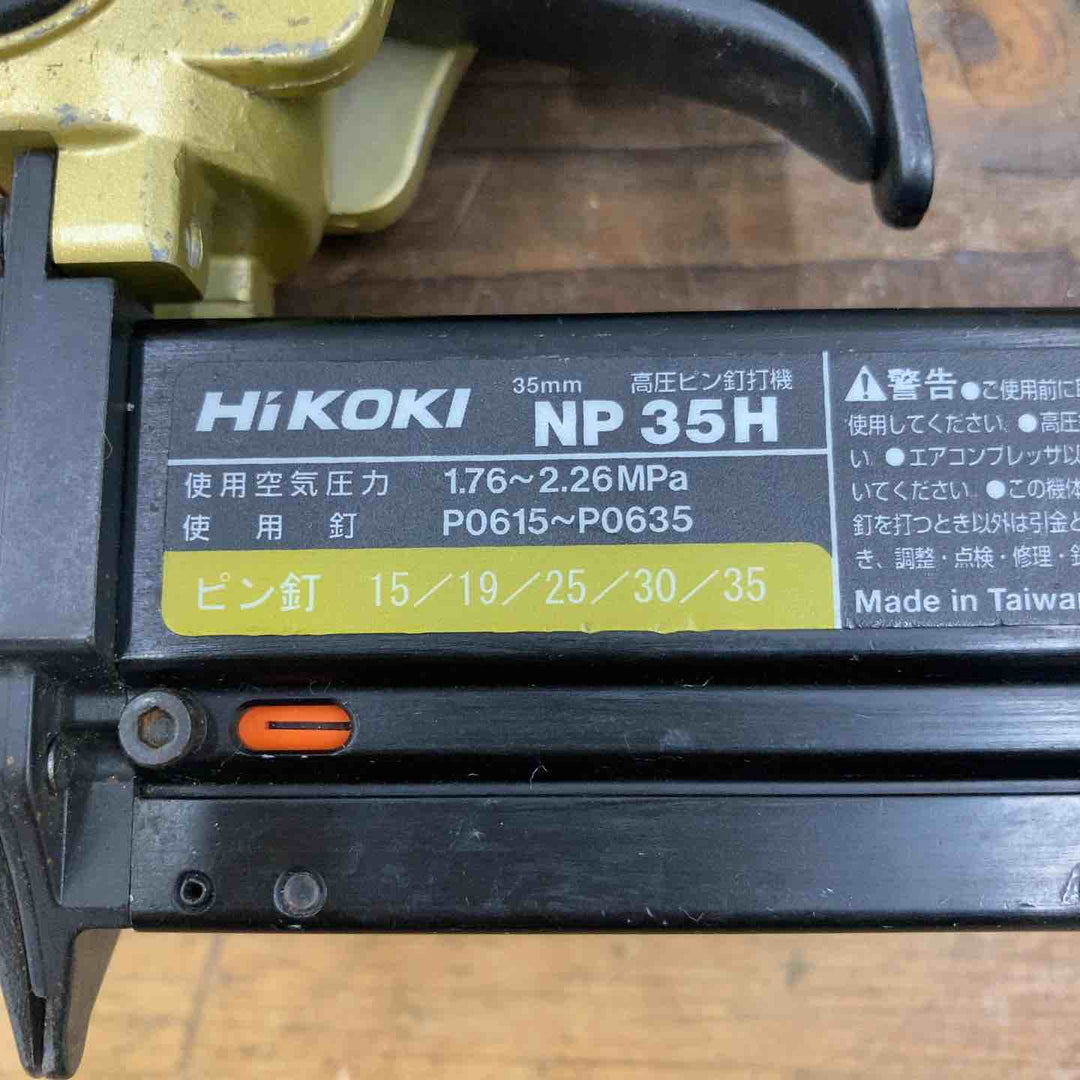 HiKOKI 35mm 高圧ピン釘打機
NP 35H
使用空気圧力 1.76～2.26MPa
使用釘 P0615～P0635
ピン釘 15／19／25／30／35
警告 ●ご使用前に
使用してください ●高圧
い ●エアコンプレッサ以
いてください ●この機体
釘を打つとき以外は引金と
き、調整・点検・修理・
Made in Taiwan